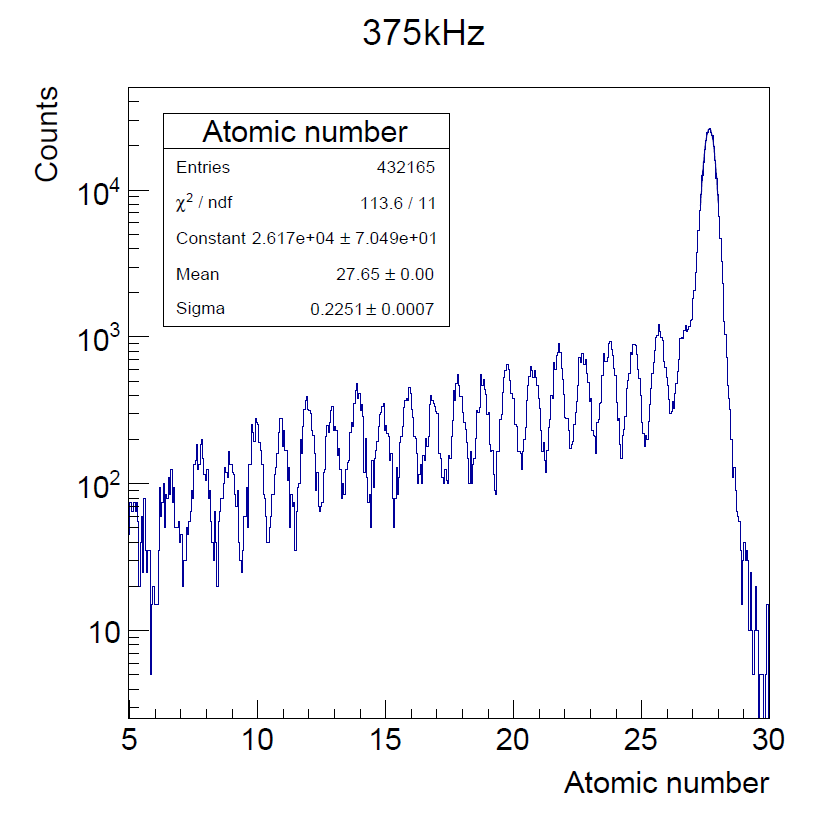 375kHz
Counts
Atomic number
Entries 432165
χ² / ndf 113.6 / 11
Constant 2.617e+04 ± 7.049e+01
Mean 27.65 ± 0.00
Sigma 0.2251 ± 0.0007
10⁴
10³
10²
10
5 10 15 20 25 30
Atomic number